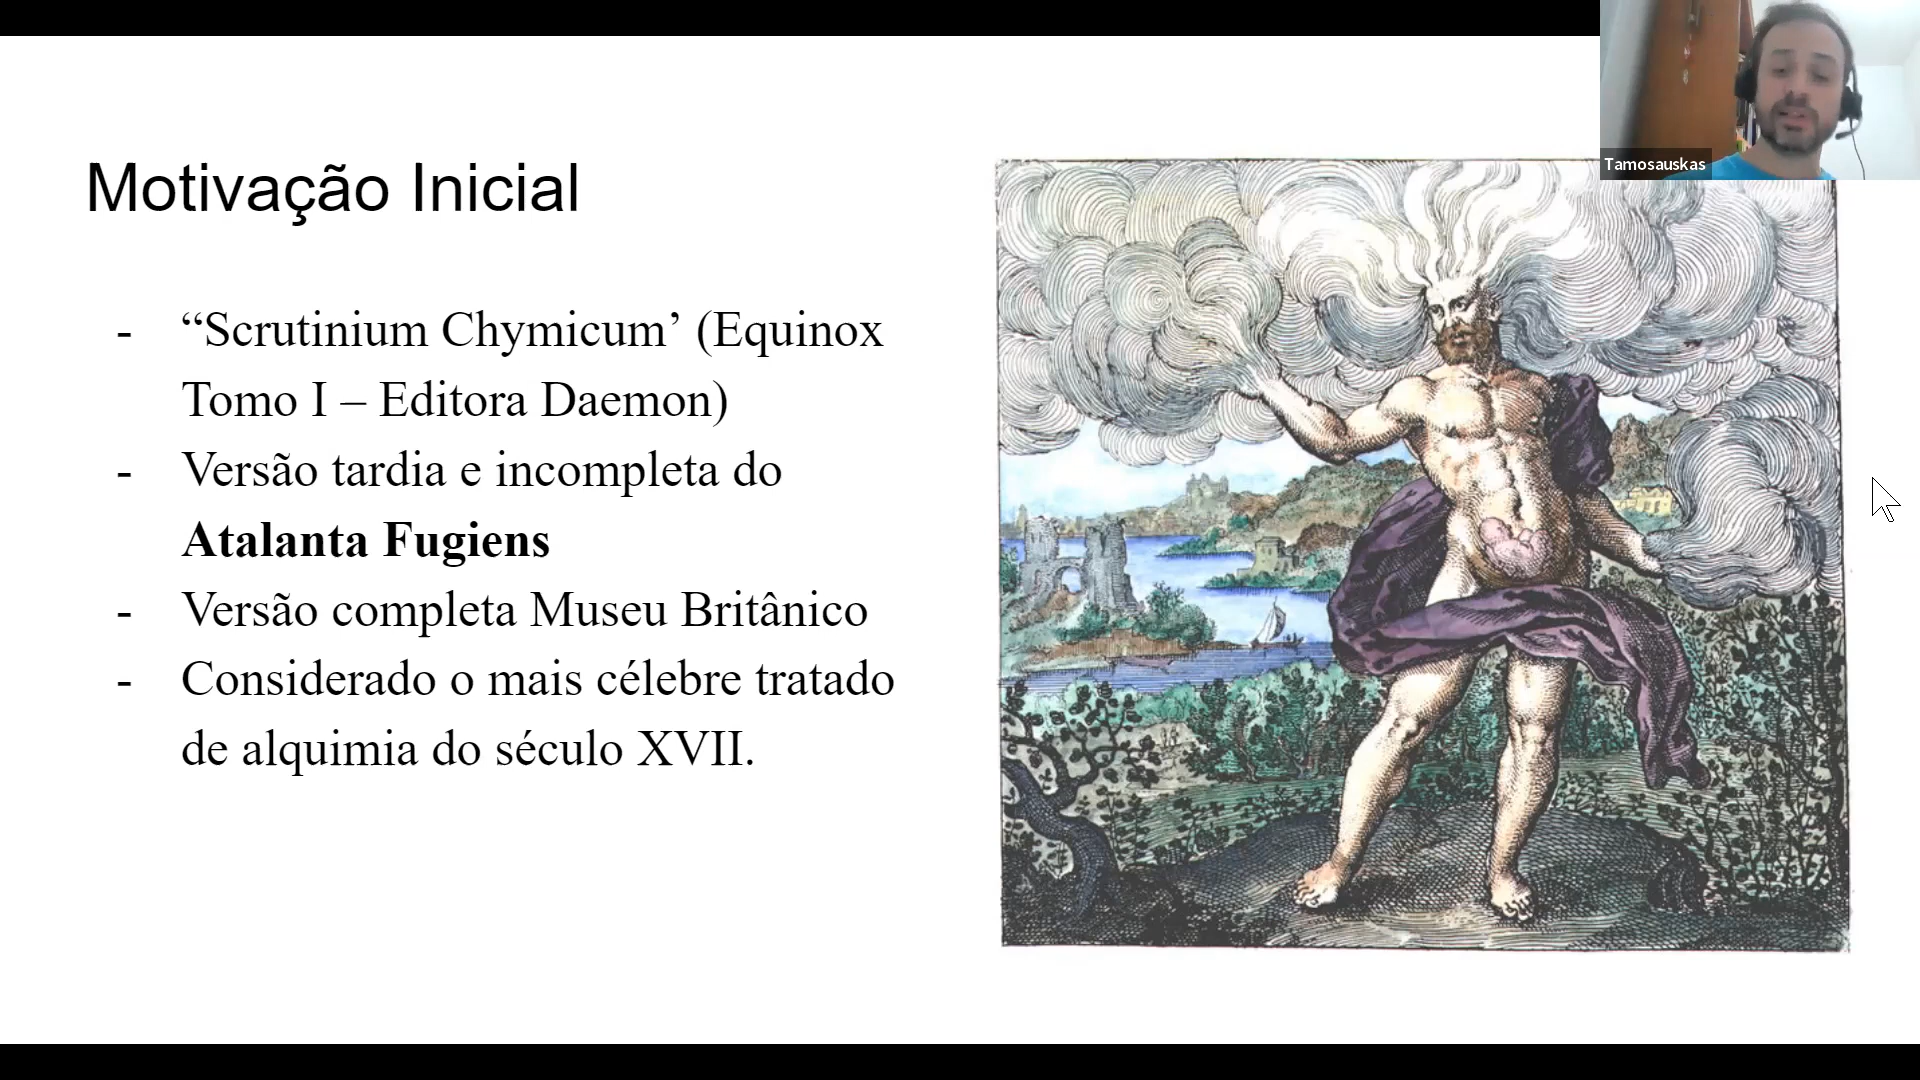 Tamosauskas
Motivação Inicial
- “Scrutinium Chymicum’ (Equinox
Tomo I – Editora Daemon)
- Versão tardia e incompleta do
Atalanta Fugiens
- Versão completa Museu Britânico
- Considerado o mais célebre tratado
de alquimia do século XVII.